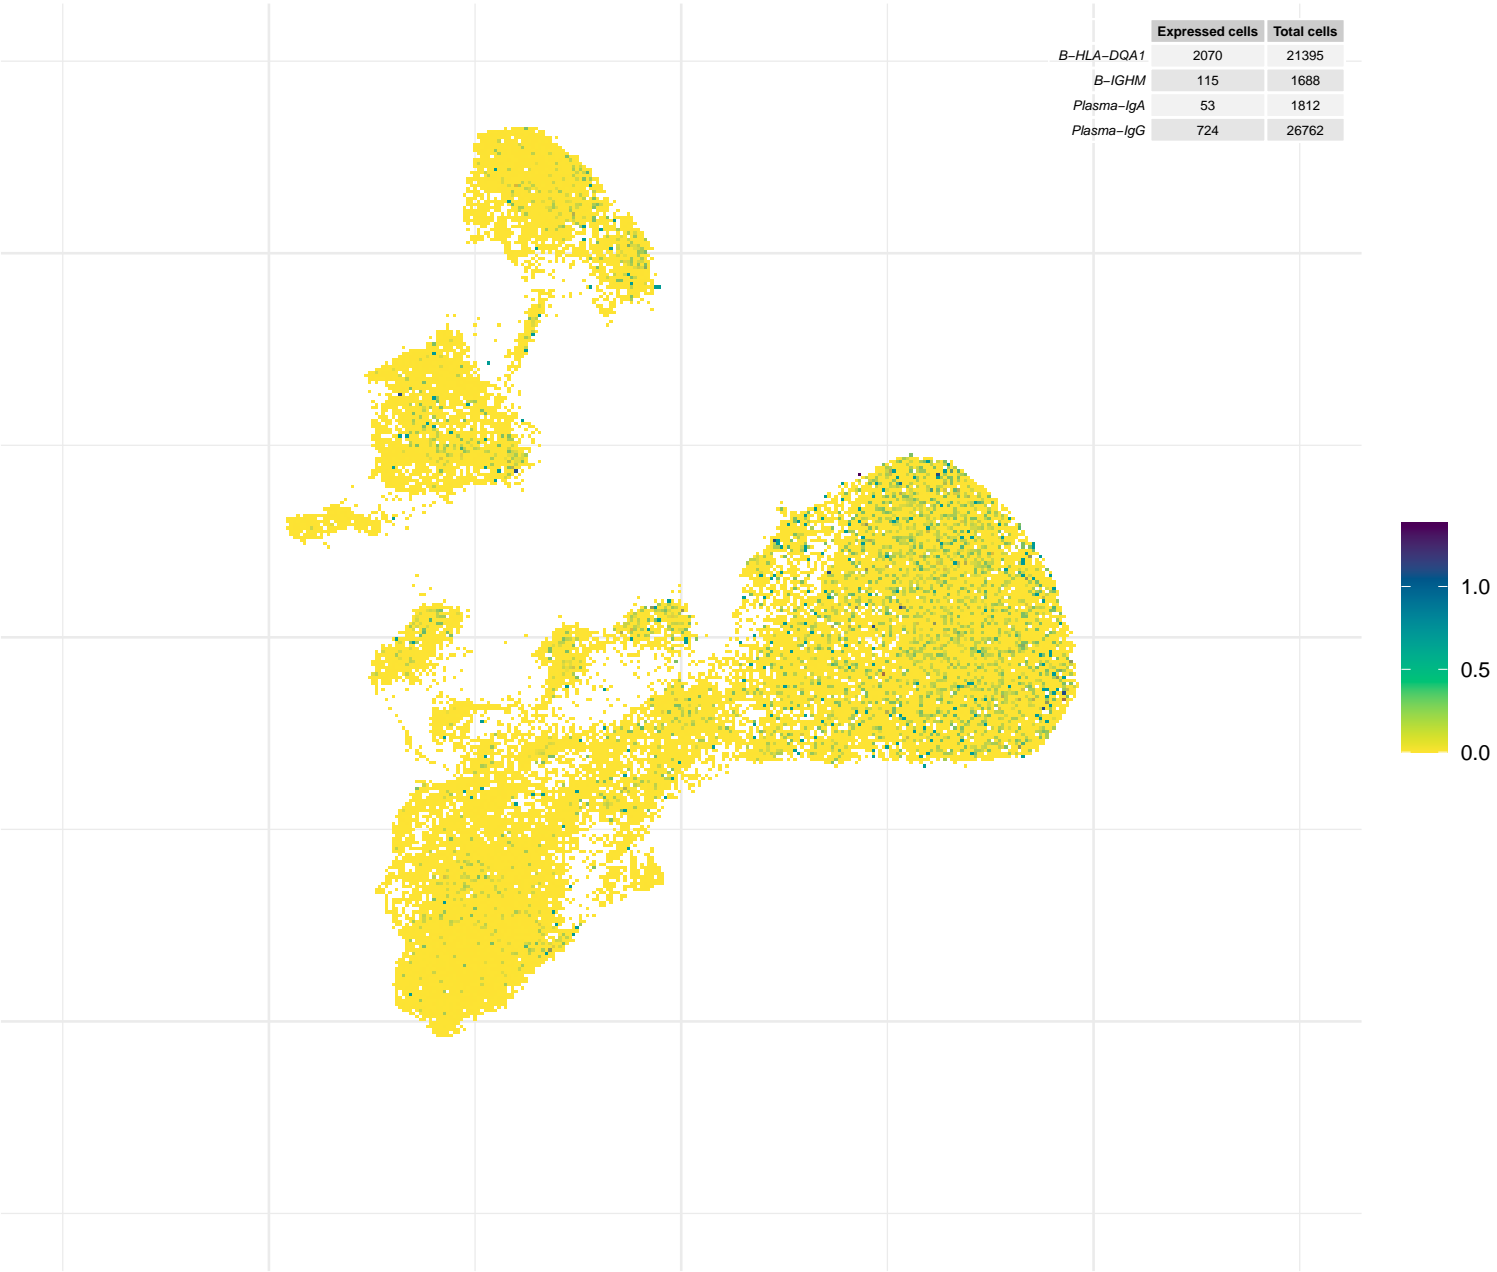 Expressed cells Total cells
B-HLA-DQA1 2070 21395
B-IGHM 115 1688
Plasma-IgA 53 1812
Plasma-IgG 724 26762
1.0
0.5
0.0